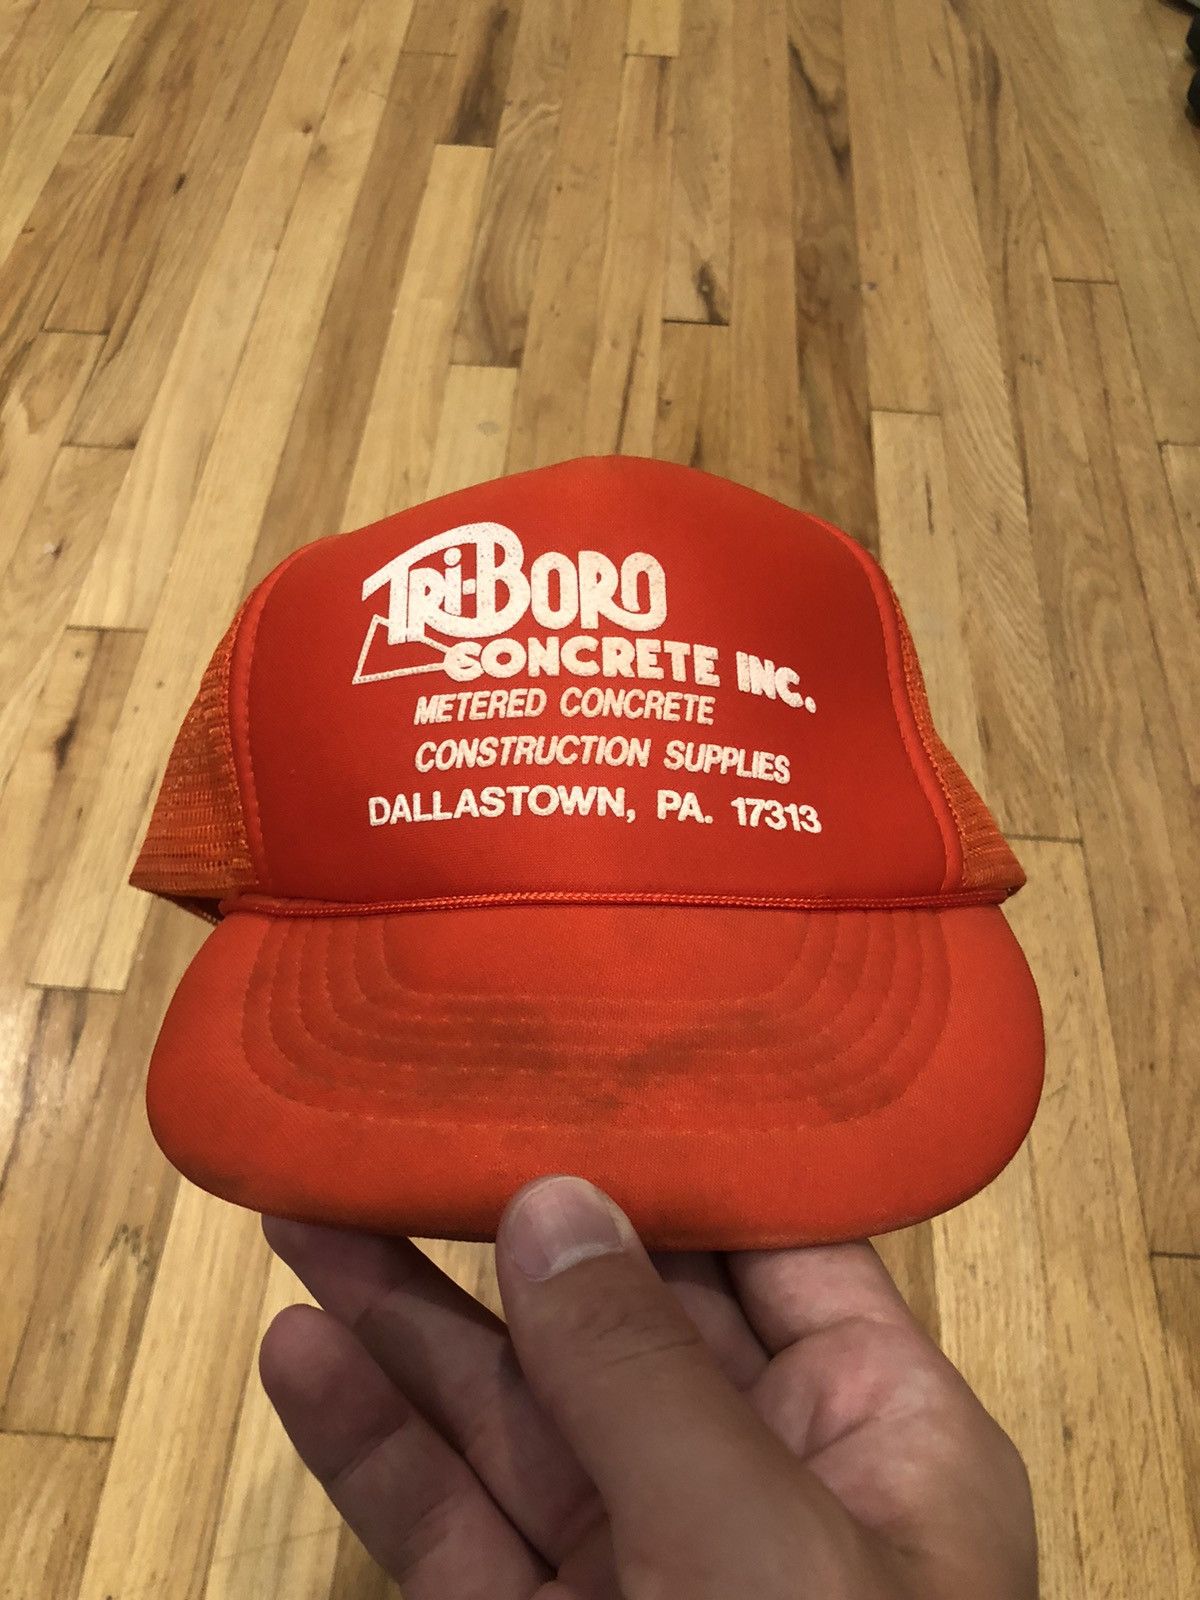 TRi-BORO
CONCRETE INC.
METERED CONCRETE
CONSTRUCTION SUPPLIES
DALLASTOWN, PA. 17313